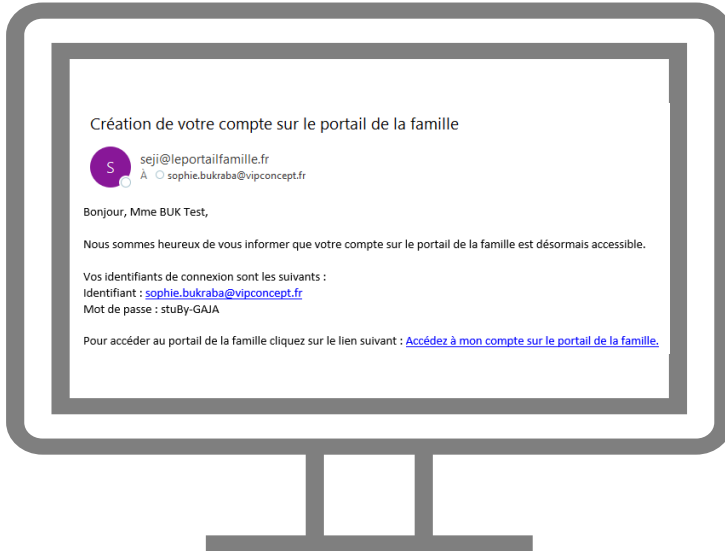 Création de votre compte sur le portail de la famille
S
seji@leportailfamille.fr
À sophie.bukraba@vipconcept.fr
Bonjour, Mme BUK Test,
Nous sommes heureux de vous informer que votre compte sur le portail de la famille est désormais accessible.
Vos identifiants de connexion sont les suivants :
Identifiant : sophie.bukraba@vipconcept.fr
Mot de passe : stuBy-GAJA
Pour accéder au portail de la famille cliquez sur le lien suivant : Accédez à mon compte sur le portail de la famille.